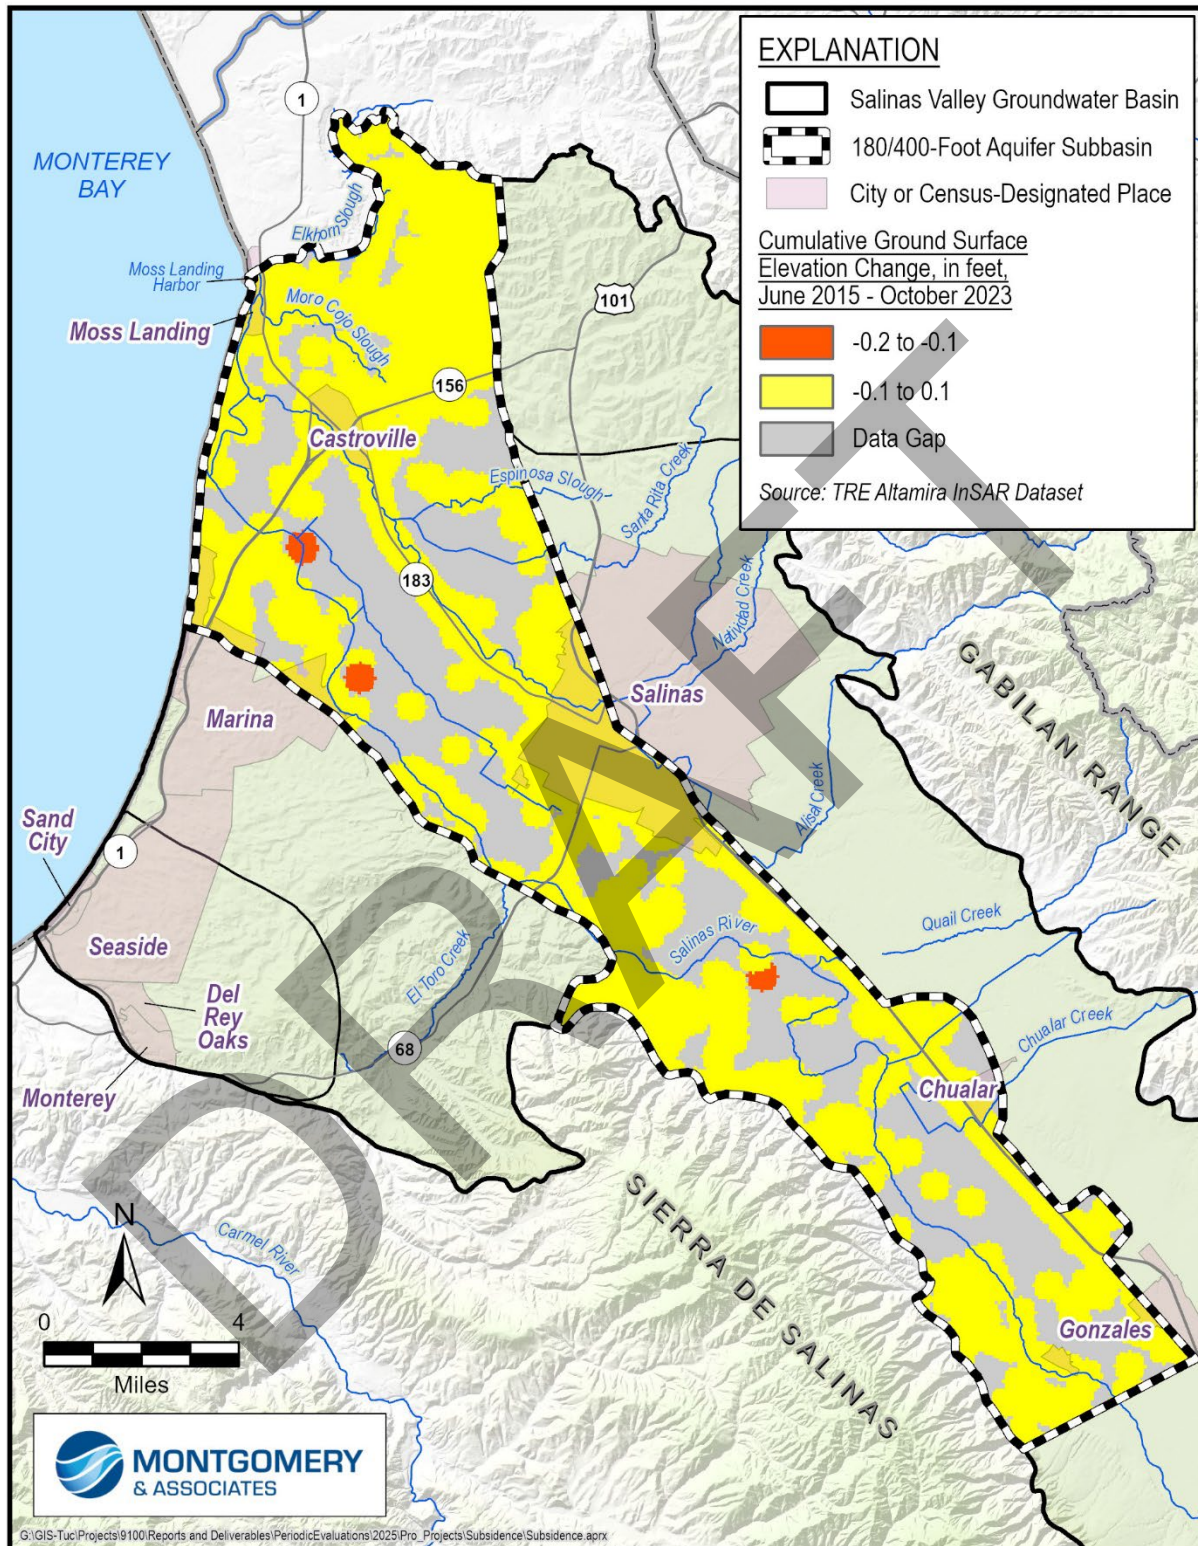 EXPLANATION
Salinas Valley Groundwater Basin
180/400-Foot Aquifer Subbasin
City or Census-Designated Place
Cumulative Ground Surface
Elevation Change, in feet,
June 2015 - October 2023
-0.2 to -0.1
-0.1 to 0.1
Data Gap
Source: TRE Altamira InSAR Dataset
1
MONTEREY
BAY
Elkhorn Slough
Moss Landing
Harbor
Moss Landing
Moro Cojo Slough
101
156
Castroville
Espinosa Slough
Santa Rita Creek
183
Natividad Creek
Salinas
GABILAN RANGE
Marina
Alisal Creek
Sand
City
1
Seaside
Del
Rey
Oaks
Monterey
El Toro Creek
68
Salinas River
Quail Creek
Chualar Creek
Chualar
SIERRA DE SALINAS
Gonzales
Carmel River
DRAFT
N
0 4
Miles
MONTGOMERY
& ASSOCIATES
G:\GIS-Tuc\Projects\9100\Reports and Deliverables\PeriodicEvaluations\2025\Pro_Projects\Subsidence\Subsidence.aprx